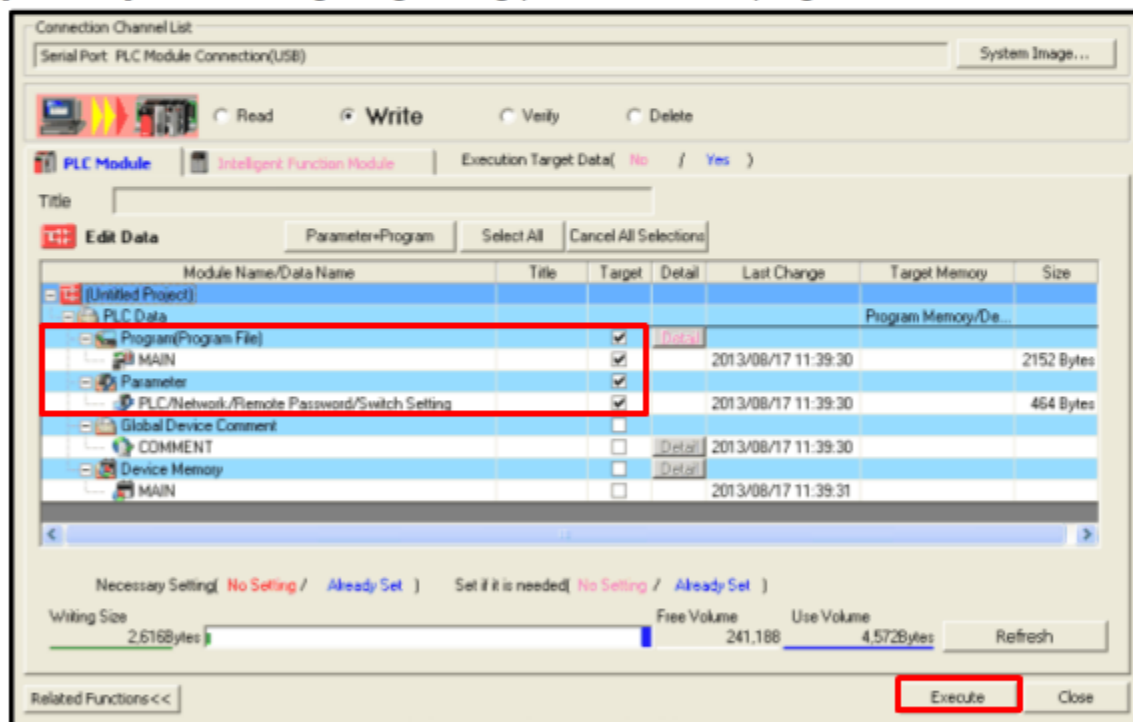 Connection Channel List
Serial Port PLC Module Connection(USB) System Image...
Read Write Verify Delete
PLC Module Intelligent Function Module Execution Target Data( No / Yes )
Title
Edit Data Parameter+Program Select All Cancel All Selections
Module Name/Data Name Title Target Detail Last Change Target Memory Size
(Untitled Project)
PLC Data Program Memory/De...
Program(Program File) Detail
MAIN 2013/08/17 11:39:30 2152 Bytes
Parameter
PLC/Network/Remote Password/Switch Setting 2013/08/17 11:39:30 464 Bytes
Global Device Comment
COMMENT Detail 2013/08/17 11:39:30
Device Memory Detail
MAIN 2013/08/17 11:39:31
Necessary Setting( No Setting / Already Set ) Set if it is needed( No Setting / Already Set )
Writing Size Free Volume Use Volume
2,616Bytes 241,188 4,572Bytes Refresh
Related Functions<< Execute Close